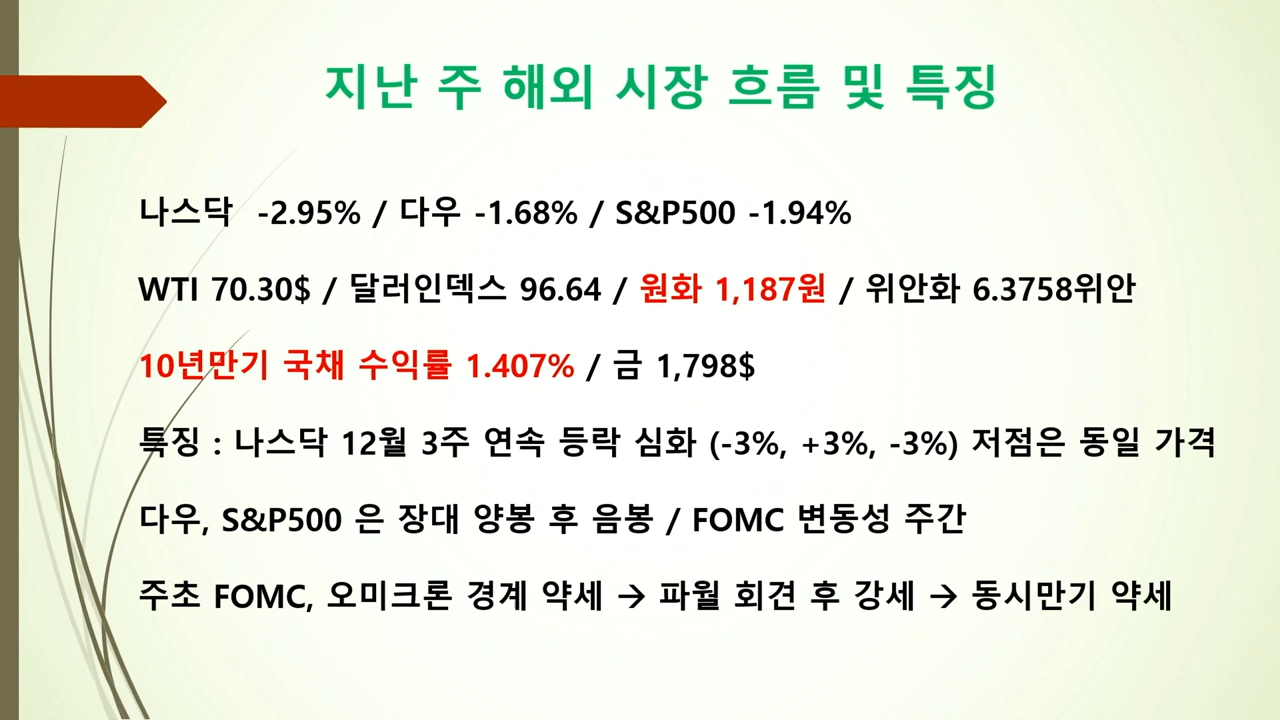 지난 주 해외 시장 흐름 및 특징
나스닥 -2.95% / 다우 -1.68% / S&P500 -1.94%
WTI 70.30$ / 달러인덱스 96.64 / 원화 1,187원 / 위안화 6.3758위안
10년만기 국채 수익률 1.407% / 금 1,798$
특징 : 나스닥 12월 3주 연속 등락 심화 (-3%, +3%, -3%) 저점은 동일 가격
다우, S&P500 은 장대 양봉 후 음봉 / FOMC 변동성 주간
주초 FOMC, 오미크론 경계 약세 → 파월 회견 후 강세 → 동시만기 약세